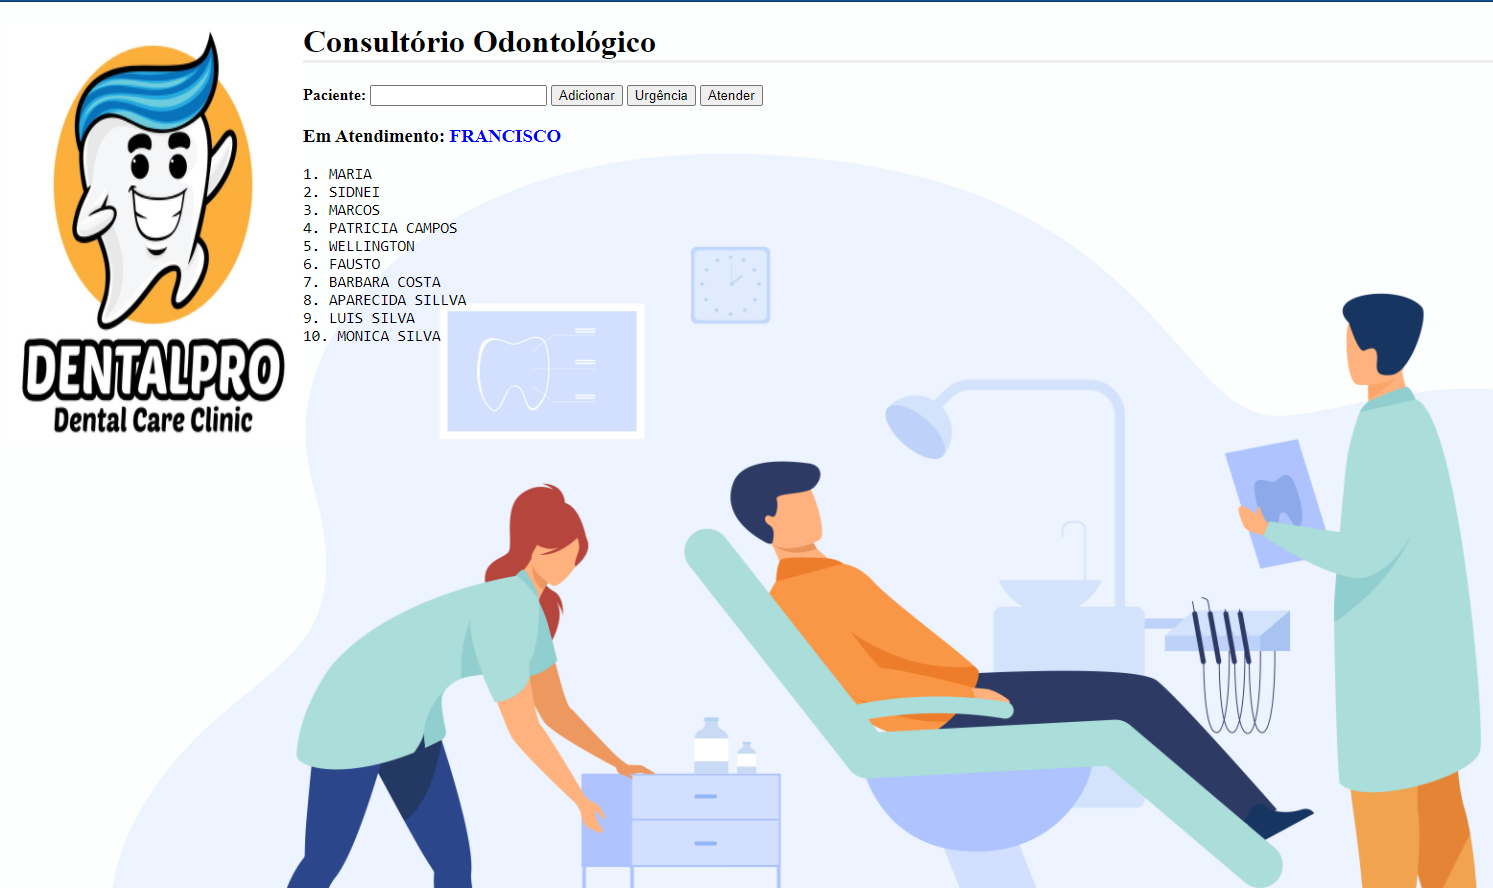 Consultório Odontológico
Paciente: Adicionar Urgência Atender
Em Atendimento: FRANCISCO
1. MARIA
2. SIDNEI
3. MARCOS
4. PATRICIA CAMPOS
5. WELLINGTON
6. FAUSTO
7. BARBARA COSTA
8. APARECIDA SILLVA
9. LUIS SILVA
10. MONICA SILVA
DENTALPRO
Dental Care Clinic